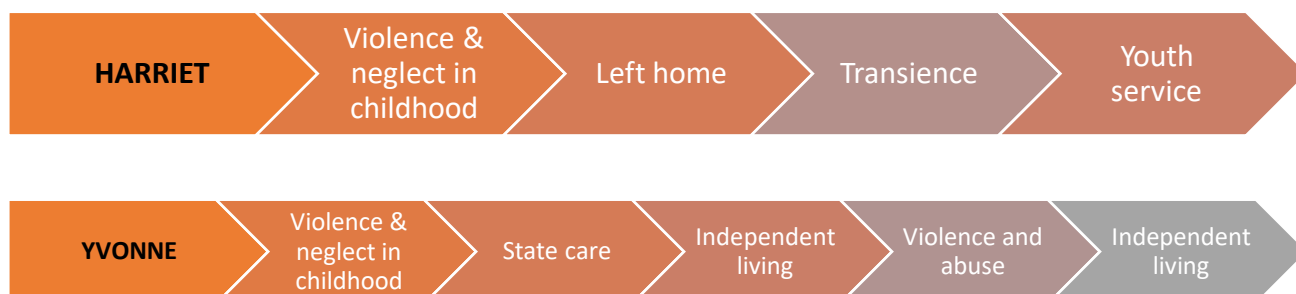 HARRIET
Violence &
neglect in
childhood
Left home
Transience
Youth
service
YVONNE
Violence &
neglect in
childhood
State care
Independent
living
Violence and
abuse
Independent
living